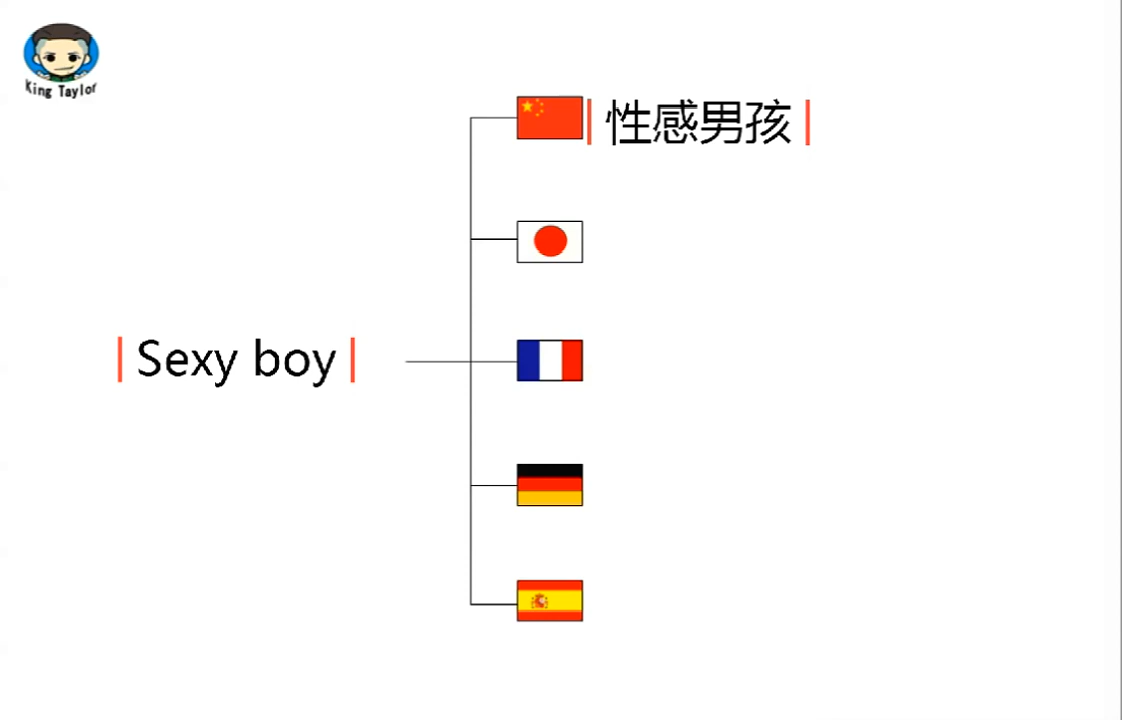 King Taylor
性感男孩
Sexy boy